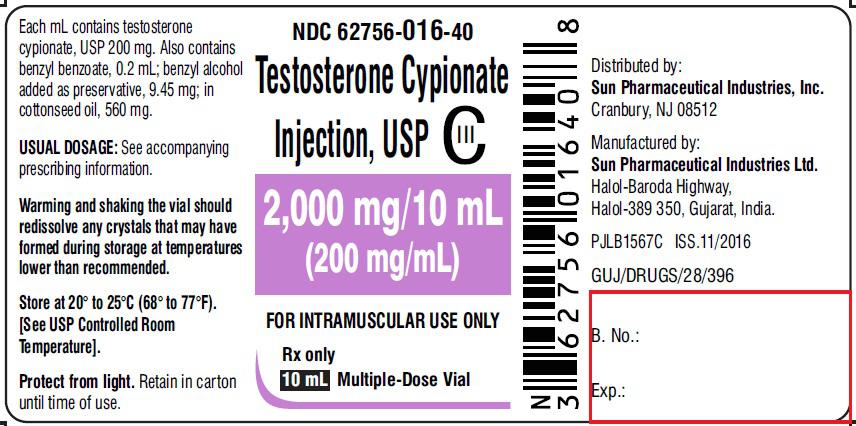 Each mL contains testosterone
cypionate, USP 200 mg. Also contains
benzyl benzoate, 0.2 mL; benzyl alcohol
added as preservative, 9.45 mg; in
cottonseed oil, 560 mg.
USUAL DOSAGE: See accompanying
prescribing information.
Warming and shaking the vial should
redissolve any crystals that may have
formed during storage at temperatures
lower than recommended.
Store at 20° to 25°C (68° to 77°F).
[See USP Controlled Room
Temperature].
Protect from light. Retain in carton
until time of use.
NDC 62756-016-40
Testosterone Cypionate
Injection, USP CIII
2,000 mg/10 mL
(200 mg/mL)
FOR INTRAMUSCULAR USE ONLY
Rx only
10 mL Multiple-Dose Vial
N
3 62756 01640 8
Distributed by:
Sun Pharmaceutical Industries, Inc.
Cranbury, NJ 08512
Manufactured by:
Sun Pharmaceutical Industries Ltd.
Halol-Baroda Highway,
Halol-389 350, Gujarat, India.
PJLB1567C ISS.11/2016
GUJ/DRUGS/28/396
B. No.:
Exp.: